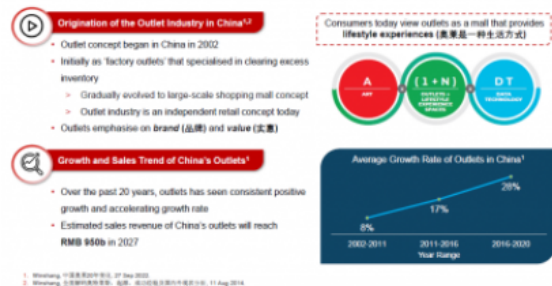 Origination of the Outlet Industry in China1,2
• Outlet concept began in China in 2002
• Initially as 'factory outlets' that specialised in clearing excess
inventory
> Gradually evolved to large-scale shopping mall concept
> Outlet industry is an independent retail concept today
• Outlets emphasise on brand (品牌) and value (实惠)
Consumers today view outlets as a mall that provides
lifestyle experiences (奥莱是一种生活方式)
A
ART
(1+N)
OUTLETS +
LIFESTYLE
EXPERIENCE
SPACES
DT
DATA
TECHNOLOGY
Growth and Sales Trend of China's Outlets1
• Over the past 20 years, outlets has seen consistent positive
growth and accelerating growth rate
• Estimated sales revenue of China's outlets will reach
RMB 950b in 2027
Average Growth Rate of Outlets in China1
8%
17%
28%
2002-2011
2011-2016
2016-2020
Year Range
1. Winshang, 27 Sep 2022
2. Winshang, 11 Aug 2014